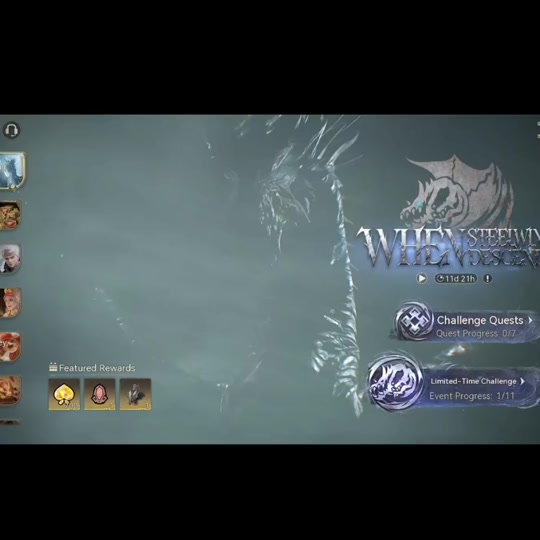 WHEN STEELWI
DESCEN
11d 21h
Challenge Quests
Quest Progress: 0/7
Limited-Time Challenge
Event Progress: 1/11
Featured Rewards